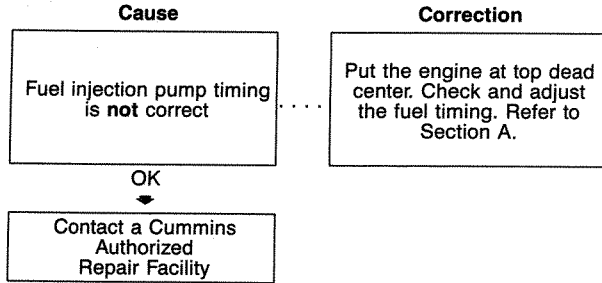 Cause
Correction
Fuel injection pump timing
is not correct
. . . .
Put the engine at top dead
center. Check and adjust
the fuel timing. Refer to
Section A.
OK
Contact a Cummins
Authorized
Repair Facility